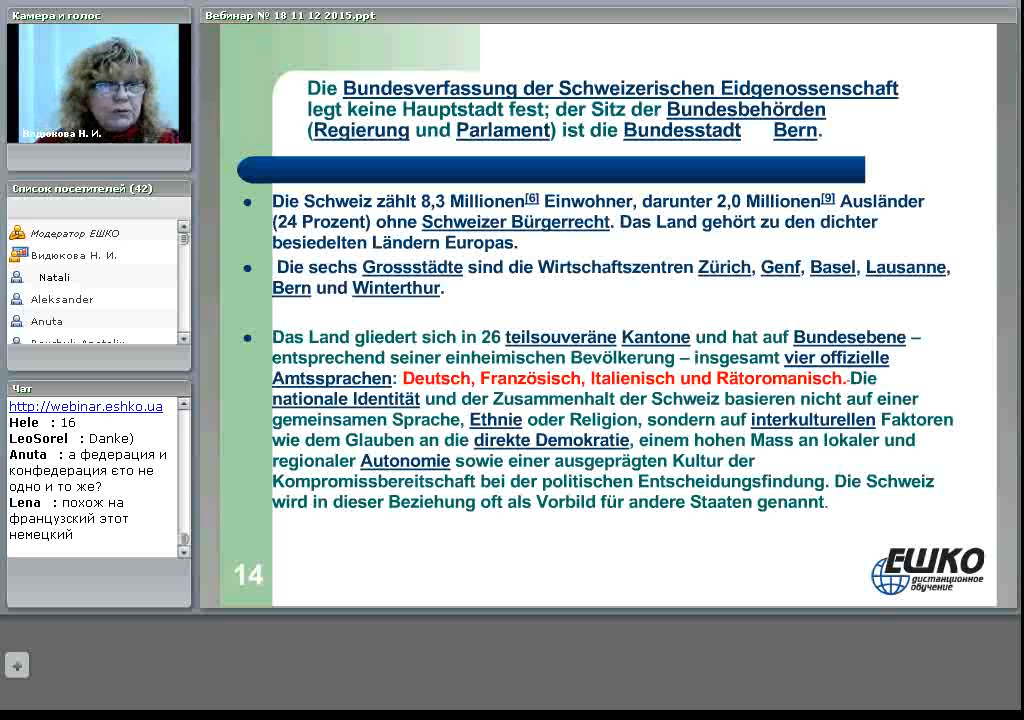 Камера и голос
Видюкова Н. И.
Список посетителей (42)
Модератор ЕШКО
Видюкова Н. И.
Natali
Aleksander
Anuta
Чат
http://webinar.eshko.ua
Hele : 16
LeoSorel : Danke)
Anuta : а федерация и
конфедерация єто не
одно и то же?
Lena : похож на
французский этот
немецкий
Вебинар № 18 11 12 2015.ppt
Die Bundesverfassung der Schweizerischen Eidgenossenschaft
legt keine Hauptstadt fest; der Sitz der Bundesbehörden
(Regierung und Parlament) ist die Bundesstadt Bern.
• Die Schweiz zählt 8,3 Millionen[6] Einwohner, darunter 2,0 Millionen[9] Ausländer
(24 Prozent) ohne Schweizer Bürgerrecht. Das Land gehört zu den dichter
besiedelten Ländern Europas.
• Die sechs Grossstädte sind die Wirtschaftszentren Zürich, Genf, Basel, Lausanne,
Bern und Winterthur.
• Das Land gliedert sich in 26 teilsouveräne Kantone und hat auf Bundesebene –
entsprechend seiner einheimischen Bevölkerung – insgesamt vier offizielle
Amtssprachen: Deutsch, Französisch, Italienisch und Rätoromanisch. Die
nationale Identität und der Zusammenhalt der Schweiz basieren nicht auf einer
gemeinsamen Sprache, Ethnie oder Religion, sondern auf interkulturellen Faktoren
wie dem Glauben an die direkte Demokratie, einem hohen Mass an lokaler und
regionaler Autonomie sowie einer ausgeprägten Kultur der
Kompromissbereitschaft bei der politischen Entscheidungsfindung. Die Schweiz
wird in dieser Beziehung oft als Vorbild für andere Staaten genannt.
14
ЕШКО
дистанционное
обучение